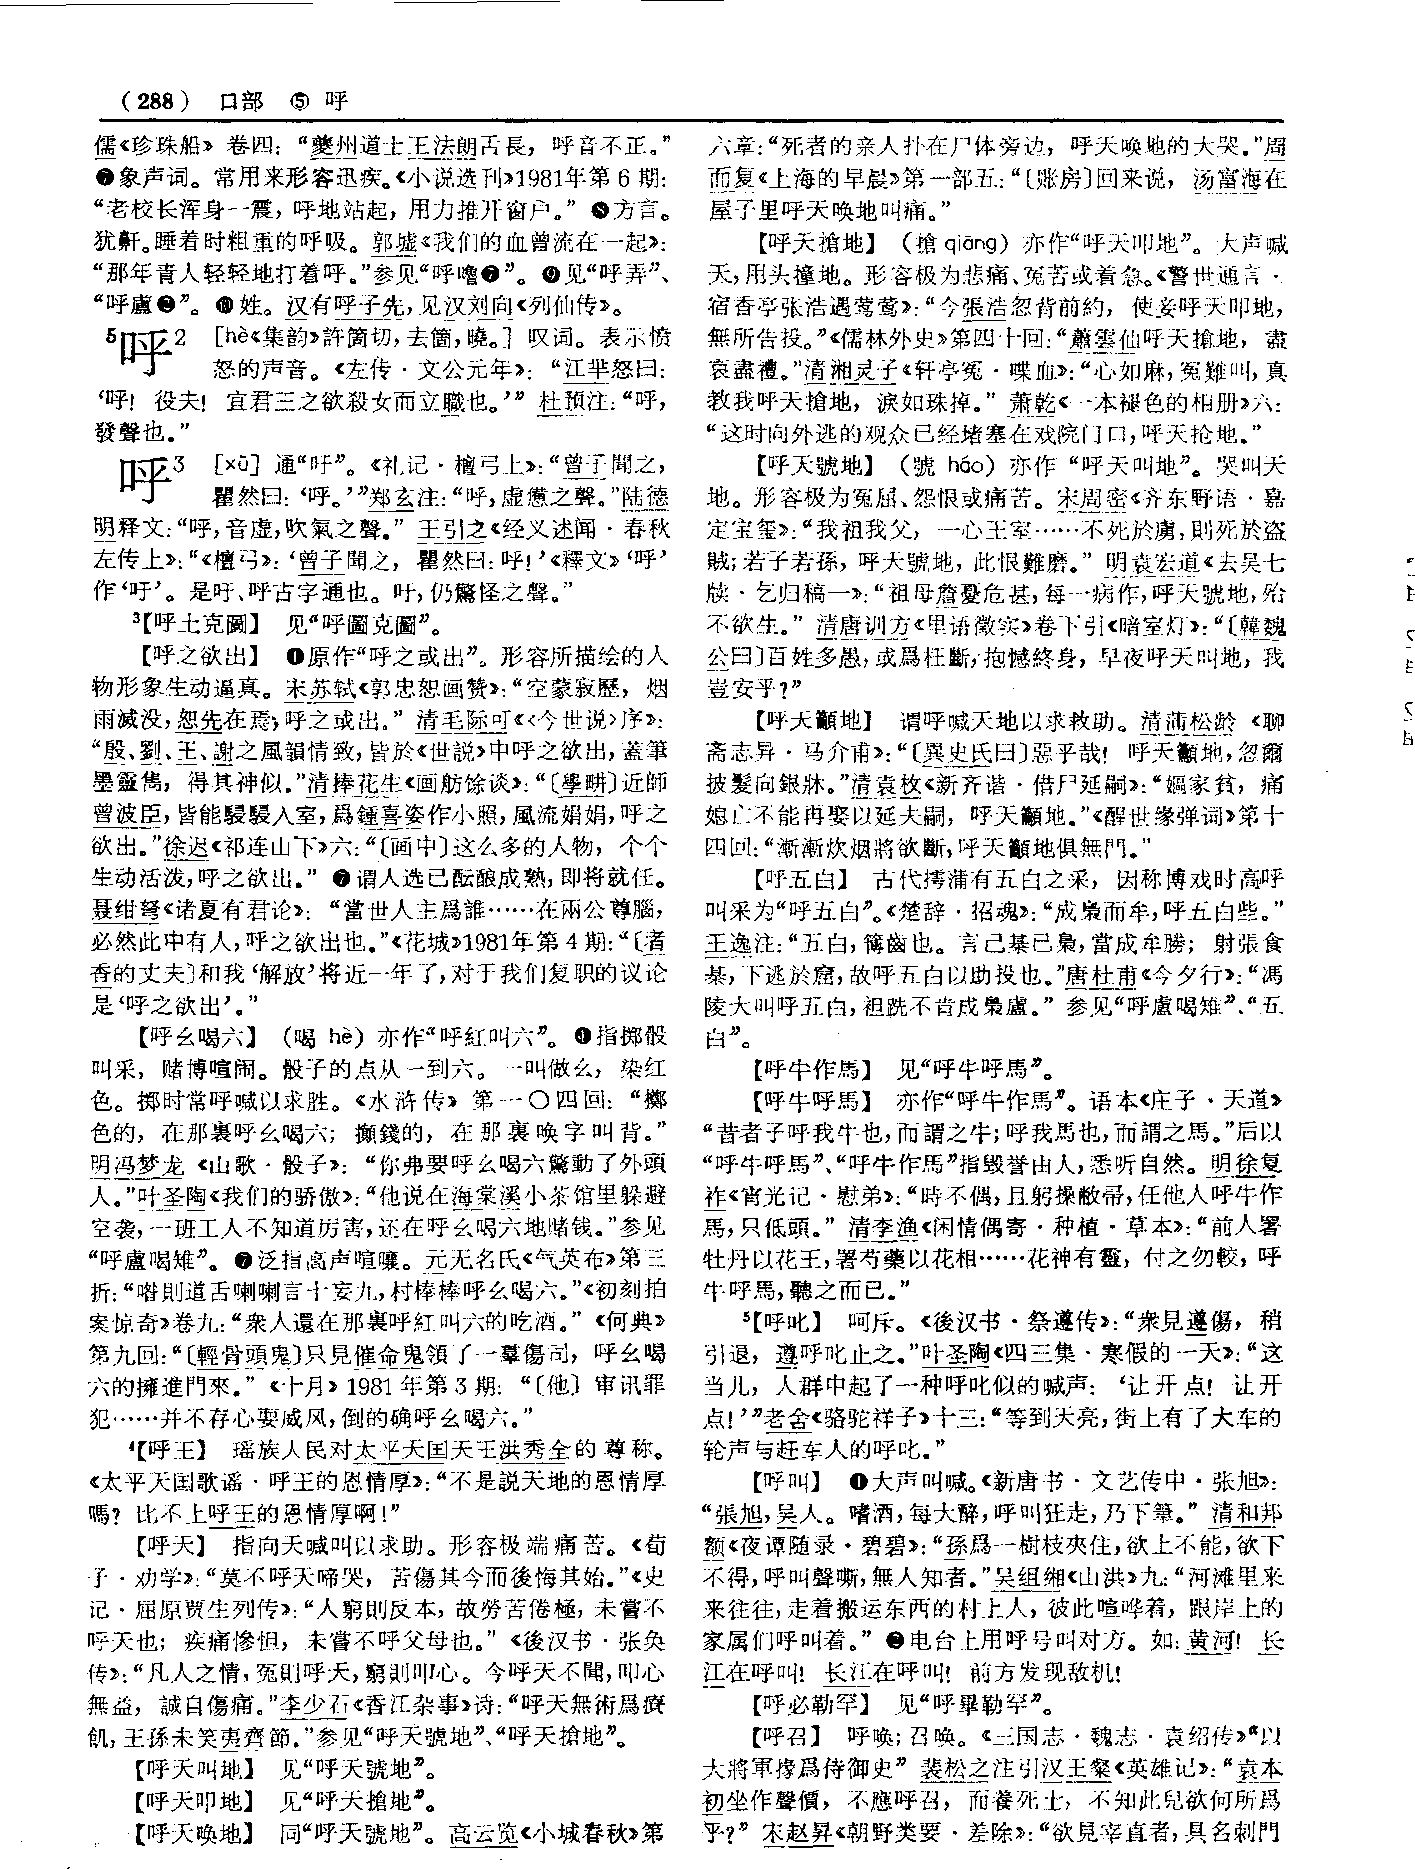 （288） 口部 ⑤ 呼
儒《珍珠船》卷四：“夔州道士王法朗舌長，呼音不正。”
❼象声词。常用来形容迅疾。《小说选刊》1981年第6期：
“老校长浑身一震，呼地站起，用力推开窗户。” ❽方言。
犹鼾。睡着时粗重的呼吸。郭墟《我们的血曾流在一起》：
“那年青人轻轻地打着呼。”参见“呼嚕❼”。❾见“呼弄”、
“呼盧❷”。❿姓。汉有呼子先，见汉刘向《列仙传》。
⁵呼² [hè《集韵》許箇切，去箇，曉。] 叹词。表示愤
怒的声音。《左传·文公元年》：“江芈怒曰：
‘呼！役夫！宜君王之欲殺女而立職也。’” 杜預注：“呼，
發聲也。”
呼³ [xū] 通“吁”。《礼记·檀弓上》：“曾子聞之，
瞿然曰：‘呼。’”郑玄注：“呼，虚憊之聲。”陆德
明释文：“呼，音虚，吹氣之聲。” 王引之《经义述闻·春秋
左传上》：“《檀弓》：‘曾子聞之，瞿然曰：呼！’《釋文》‘呼’
作‘吁’。是吁、呼古字通也。吁，仍驚怪之聲。”
³【呼土克圖】 见“呼圖克圖”。
【呼之欲出】 ❶原作“呼之或出”。形容所描绘的人
物形象生动逼真。宋苏轼《郭忠恕画赞》：“空蒙寂歷，烟
雨滅没，恕先在焉，呼之或出。” 清毛际可《〈今世说〉序》：
“殷、劉、王、謝之風韻情致，皆於《世説》中呼之欲出，蓋筆
墨靈雋，得其神似。”清捧花生《画舫馀谈》：“〔學畊〕近師
曾波臣，皆能駸駸入室，爲鍾喜姿作小照，風流娟娟，呼之
欲出。”徐迟《祁连山下》六：“〔画中〕这么多的人物，个个
生动活泼，呼之欲出。” ❷谓人选已酝酿成熟，即将就任。
聂绀弩《诸夏有君论》：“當世人主爲誰……在兩公尊腦，
必然此中有人，呼之欲出也。”《花城》1981年第4期：“〔耆
香的丈夫〕和我‘解放’将近一年了，对于我们复职的议论
是‘呼之欲出’。”
【呼幺喝六】 （喝 hè）亦作“呼紅叫六”。❶指掷骰
叫采，赌博喧闹。骰子的点从一到六。一叫做幺，染红
色。掷时常呼喊以求胜。《水浒传》第一〇四回：“擲
色的，在那裏呼幺喝六；攧錢的，在那裏唤字叫背。”
明冯梦龙《山歌·骰子》：“你弗要呼幺喝六驚動了外頭
人。”叶圣陶《我们的骄傲》：“他说在海棠溪小茶馆里躲避
空袭，一班工人不知道厉害，还在呼幺喝六地赌钱。”参见
“呼盧喝雉”。❷泛指高声喧嚷。元无名氏《气英布》第三
折：“喒則道舌喇喇言十妄九，村棒棒呼幺喝六。”《初刻拍
案惊奇》卷九：“衆人還在那裏呼紅叫六的吃酒。”《何典》
第九回：“〔輕骨頭鬼〕只見催命鬼領了一羣傷司，呼幺喝
六的擁進門來。”《十月》1981年第3期：“〔他〕审讯罪
犯……并不存心耍威风，倒的确呼幺喝六。”
⁴【呼王】 瑶族人民对太平天国天王洪秀全的尊称。
《太平天国歌谣·呼王的恩情厚》：“不是説天地的恩情厚
嗎？比不上呼王的恩情厚啊！”
【呼天】 指向天喊叫以求助。形容极端痛苦。《荀
子·劝学》：“莫不呼天啼哭，苦傷其今而後悔其始。”《史
记·屈原贾生列传》：“人窮則反本，故勞苦倦極，未嘗不
呼天也；疾痛慘怛，未嘗不呼父母也。”《後汉书·张奂
传》：“凡人之情，冤則呼天，窮則叩心。今呼天不聞，叩心
無益，誠自傷痛。”李少石《香江杂事》诗：“呼天無術爲療
飢，王孫未笑夷齊節。”参见“呼天號地”、“呼天搶地”。
【呼天叫地】 见“呼天號地”。
【呼天叩地】 见“呼天搶地”。
【呼天唤地】 同“呼天號地”。高云览《小城春秋》第
六章：“死者的亲人扑在尸体旁边，呼天唤地的大哭。”周
而复《上海的早晨》第一部五：“〔账房〕回来说，汤富海在
屋子里呼天唤地叫痛。”
【呼天搶地】 （搶 qiāng）亦作“呼天叩地”。大声喊
天，用头撞地。形容极为悲痛、冤苦或着急。《警世通言·
宿香亭张浩遇莺莺》：“今張浩忽背前約，使妾呼天叩地，
無所告投。”《儒林外史》第四十回：“蕭雲仙呼天搶地，盡
哀盡禮。”清湘灵子《轩亭冤·喋血》：“心如麻，冤難叫，真
教我呼天搶地，淚如珠掉。” 萧乾《一本褪色的相册》六：
“这时向外逃的观众已经堵塞在戏院门口，呼天抢地。”
【呼天號地】 （號 háo）亦作“呼天叫地”。哭叫天
地。形容极为冤屈、怨恨或痛苦。宋周密《齐东野语·嘉
定宝玺》：“我祖我父，一心王室……不死於虜，則死於盗
賊；若子若孫，呼天號地，此恨難磨。” 明袁宏道《去吴七
牍·乞归稿一》：“祖母詹憂危甚，每一病作，呼天號地，殆
不欲生。” 清唐训方《里语徵实》卷下引《暗室灯》：“〔韓魏
公曰〕百姓多愚，或爲枉斷，抱憾終身，早夜呼天叫地，我
豈安乎？”
【呼天籲地】 谓呼喊天地以求救助。清蒲松龄《聊
斋志异·马介甫》：“〔異史氏曰〕惡乎哉！呼天籲地，忽爾
披髮向銀牀。”清袁枚《新齐谐·借尸延嗣》：“嫗家貧，痛
媳亡不能再娶以延夫嗣，呼天籲地。”《醒世缘弹词》第十
四回：“漸漸炊烟將欲斷，呼天籲地俱無門。”
【呼五白】 古代摴蒲有五白之采，因称博戏时高呼
叫采为“呼五白”。《楚辞·招魂》：“成梟而牟，呼五白些。”
王逸注：“五白，簙齒也。言己棊已梟，當成牟勝；射張食
棊，下逃於窟，故呼五白以助投也。”唐杜甫《今夕行》：“馮
陵大叫呼五白，袒跣不肯成梟盧。” 参见“呼盧喝雉”、“五
白”。
【呼牛作馬】 见“呼牛呼馬”。
【呼牛呼馬】 亦作“呼牛作馬”。语本《庄子·天道》
“昔者子呼我牛也，而謂之牛；呼我馬也，而謂之馬。”后以
“呼牛呼馬”、“呼牛作馬”指毁誉由人，悉听自然。明徐复
祚《宵光记·慰弟》：“時不偶，且躬操敝帚，任他人呼牛作
馬，只低頭。” 清李渔《闲情偶寄·种植·草本》：“前人署
牡丹以花王，署芍藥以花相……花神有靈，付之勿較，呼
牛呼馬，聽之而已。”
⁵【呼叱】 呵斥。《後汉书·祭遵传》：“衆見遵傷，稍
引退，遵呼叱止之。”叶圣陶《四三集·寒假的一天》：“这
当儿，人群中起了一种呼叱似的喊声：‘让开点！让开
点！’”老舍《骆驼祥子》十三：“等到天亮，街上有了大车的
轮声与赶车人的呼叱。”
【呼叫】 ❶大声叫喊。《新唐书·文艺传中·张旭》：
“張旭，吴人。嗜酒，每大醉，呼叫狂走，乃下筆。” 清和邦
额《夜谭随录·碧碧》：“孫爲一樹枝夾住，欲上不能，欲下
不得，呼叫聲嘶，無人知者。”吴组缃《山洪》九：“河滩里来
来往往，走着搬运东西的村上人，彼此喧哗着，跟岸上的
家属们呼叫着。” ❷电台上用呼号叫对方。如：黄河！长
江在呼叫！长江在呼叫！前方发现敌机！
【呼必勒罕】 见“呼畢勒罕”。
【呼召】 呼唤；召唤。《三国志·魏志·袁绍传》“以
大將軍掾爲侍御史” 裴松之注引汉王粲《英雄记》：“袁本
初坐作聲價，不應呼召，而養死士，不知此兒欲何所爲
乎？” 宋赵昇《朝野类要·差除》：“欲見宰直者，具名刺門